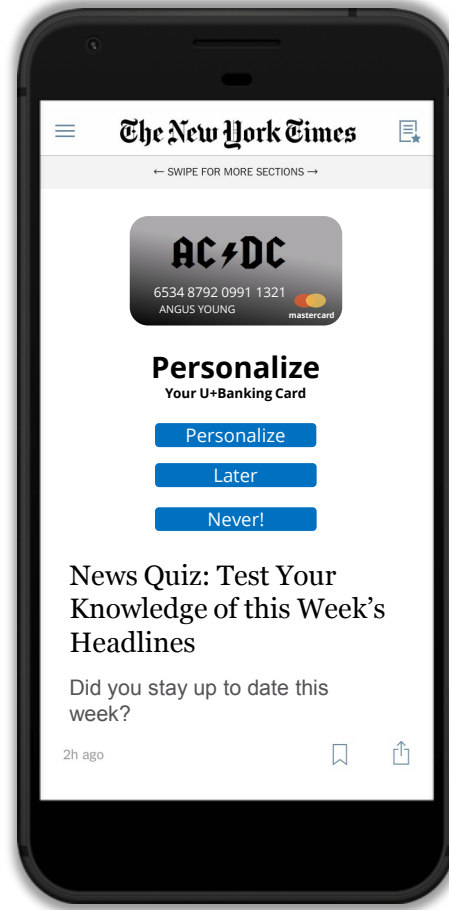 The New York Times
← SWIPE FOR MORE SECTIONS →
AC⚡DC
6534 8792 0991 1321
ANGUS YOUNG
mastercard
Personalize
Your U+Banking Card
Personalize
Later
Never!
News Quiz: Test Your
Knowledge of this Week’s
Headlines
Did you stay up to date this
week?
2h ago